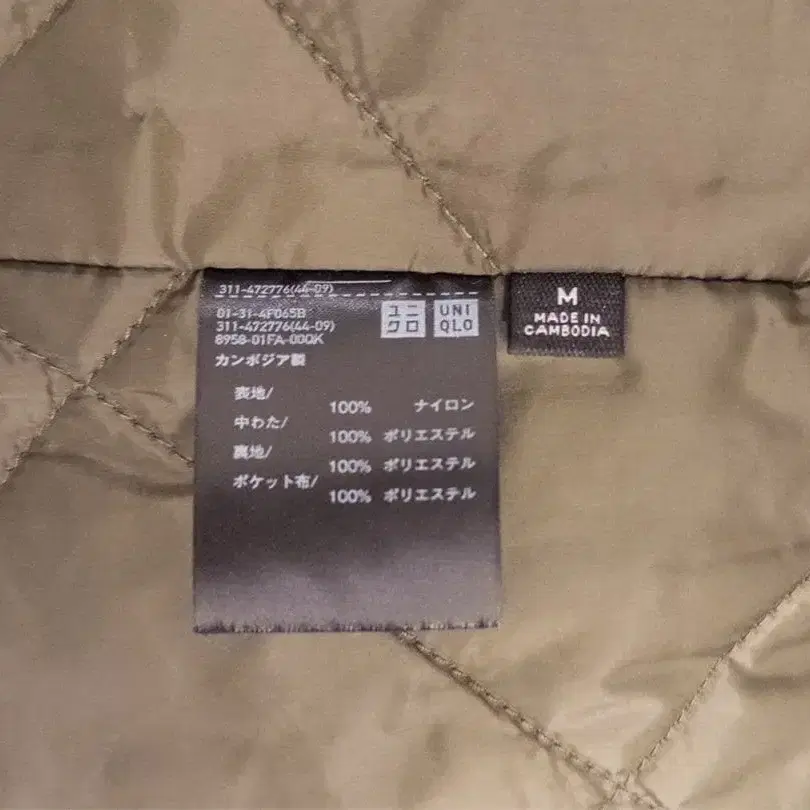 311-472776(44-09)
01-31-4F065B
311-472776(44-09)
8958-01FA-00QK
カンボジア製
ユニ
クロ
UNI
QLO
表地/
100% ナイロン
中わた/
100% ポリエステル
裏地/
100% ポリエステル
ポケット布/
100% ポリエステル
M
MADE IN
CAMBODIA